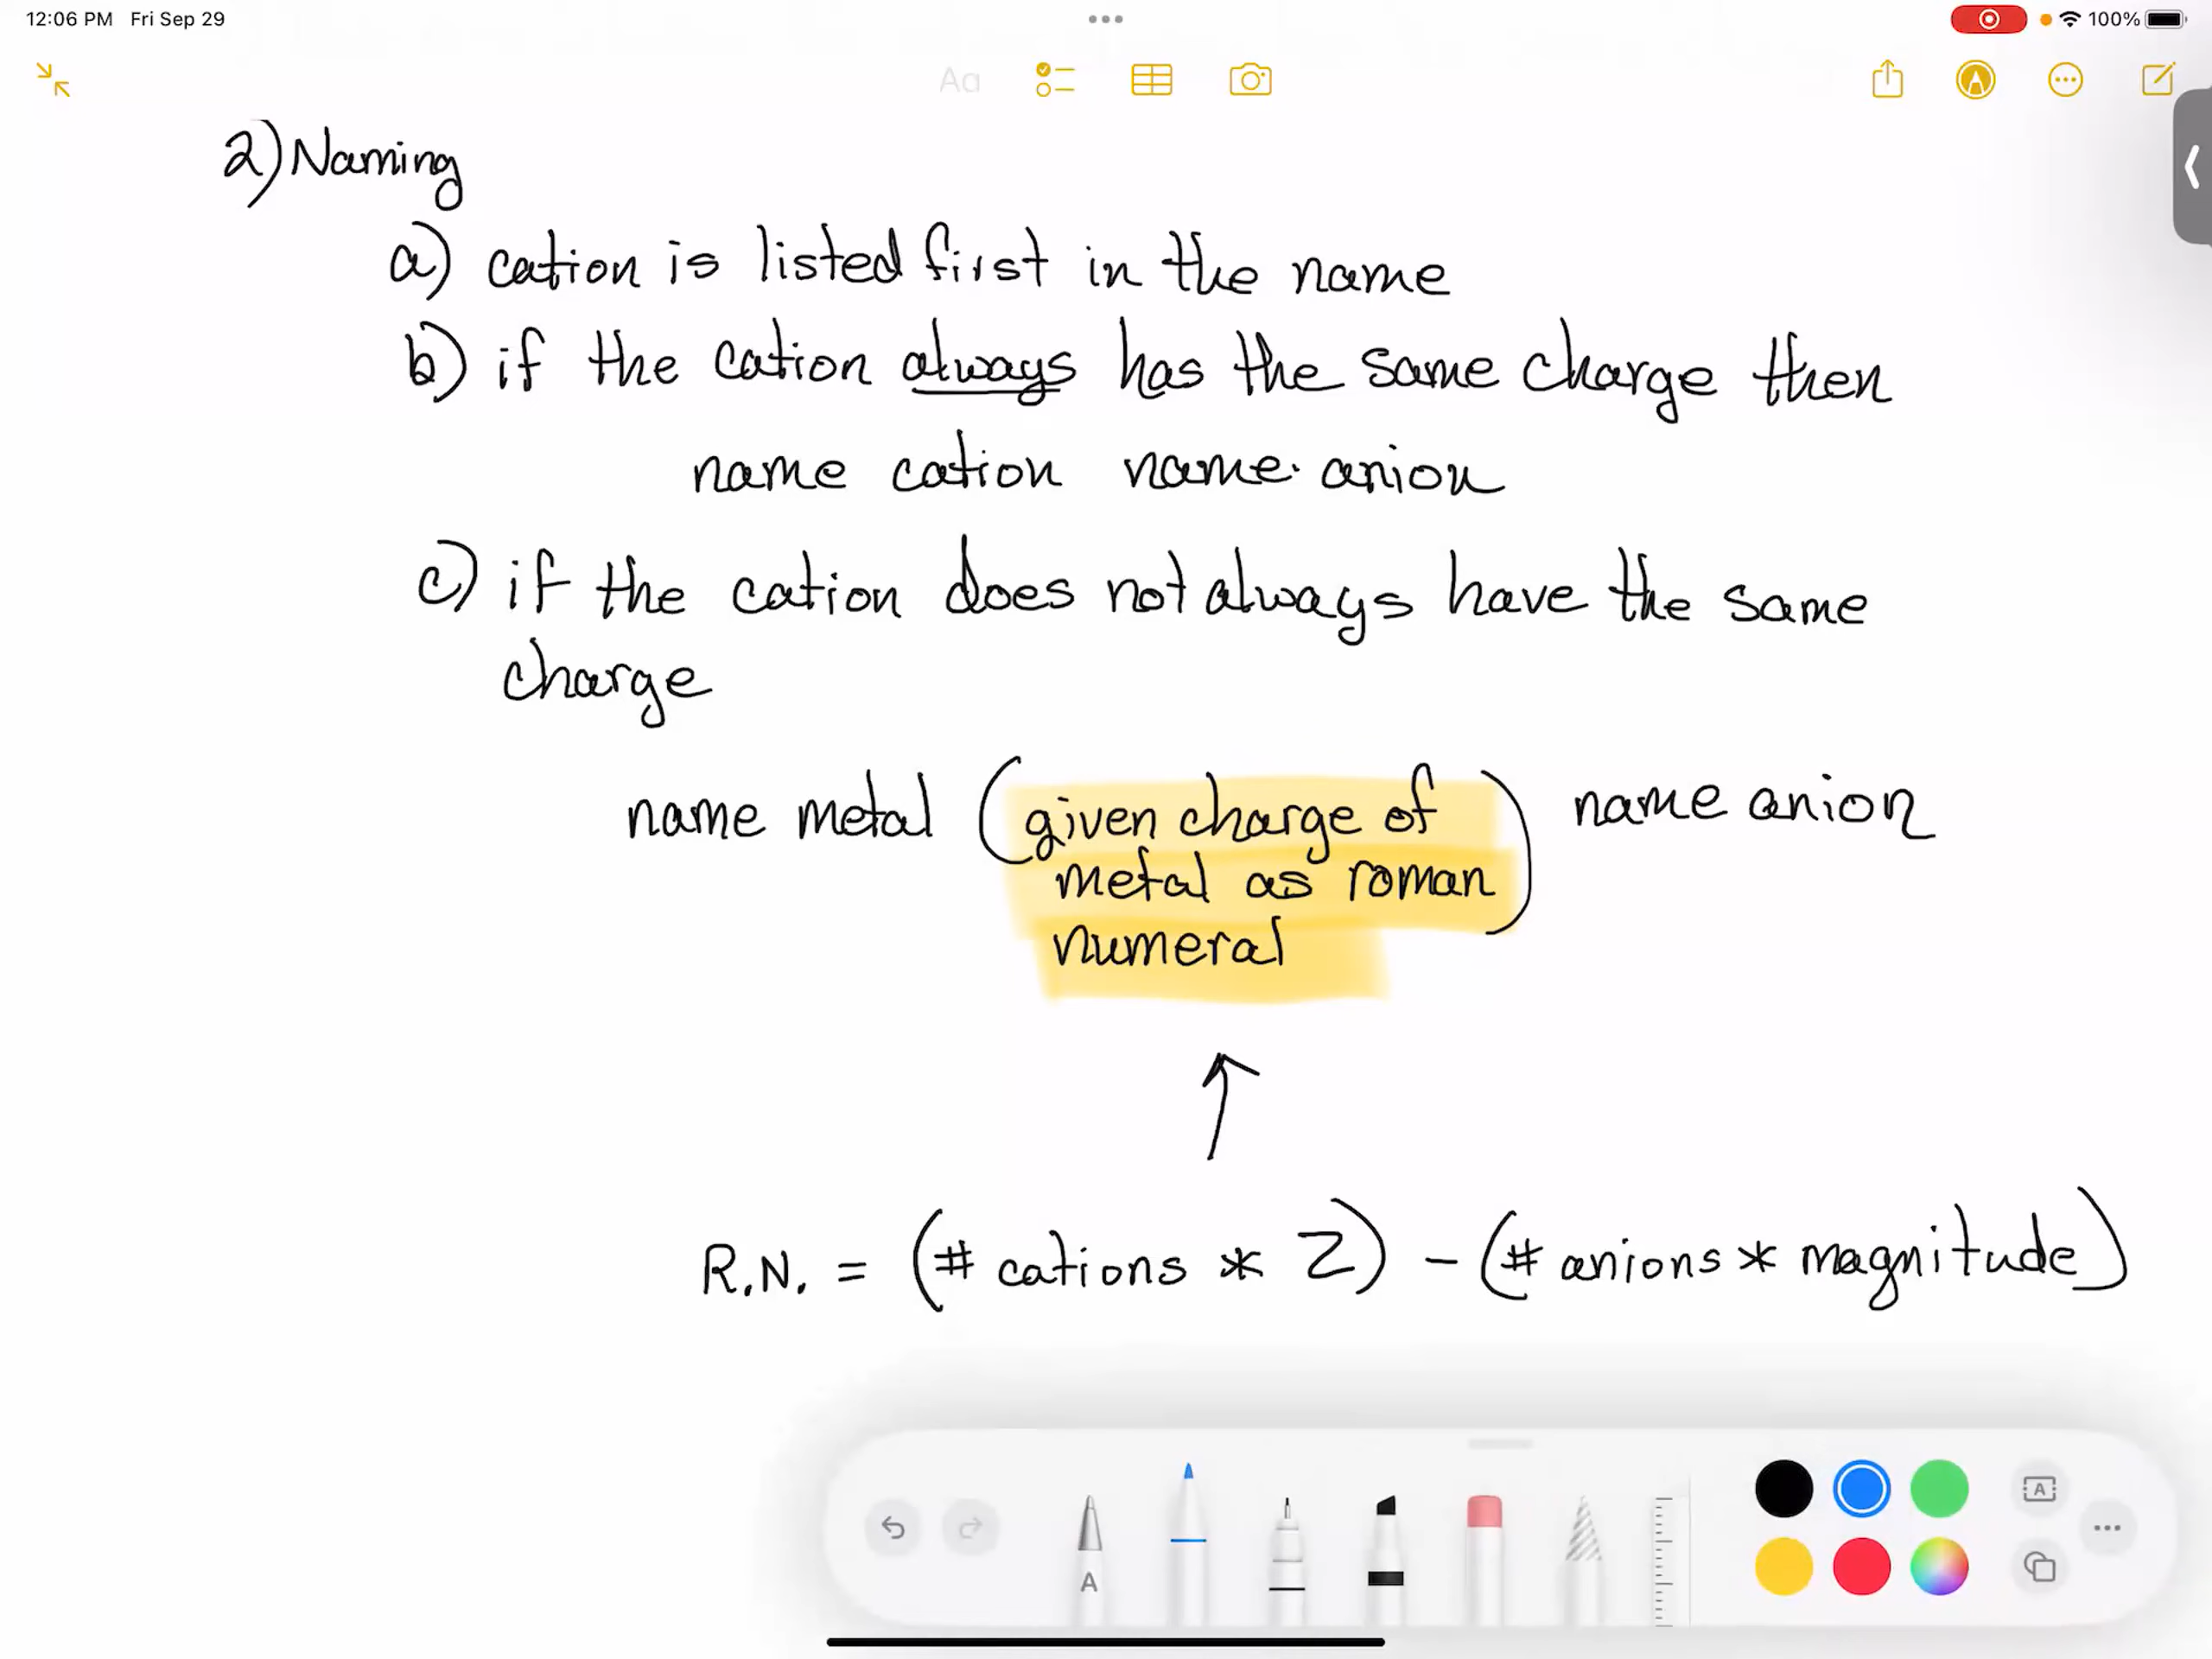 12:06 PM Fri Sep 29
100%
Aa
2) Naming
a) cation is listed first in the name
b) if the cation always has the same charge then
name cation name anion
c) if the cation does not always have the same
charge
name metal (given charge of
metal as roman
numeral) name anion
R.N. = (# cations * Z) - (# anions * magnitude)
A
A